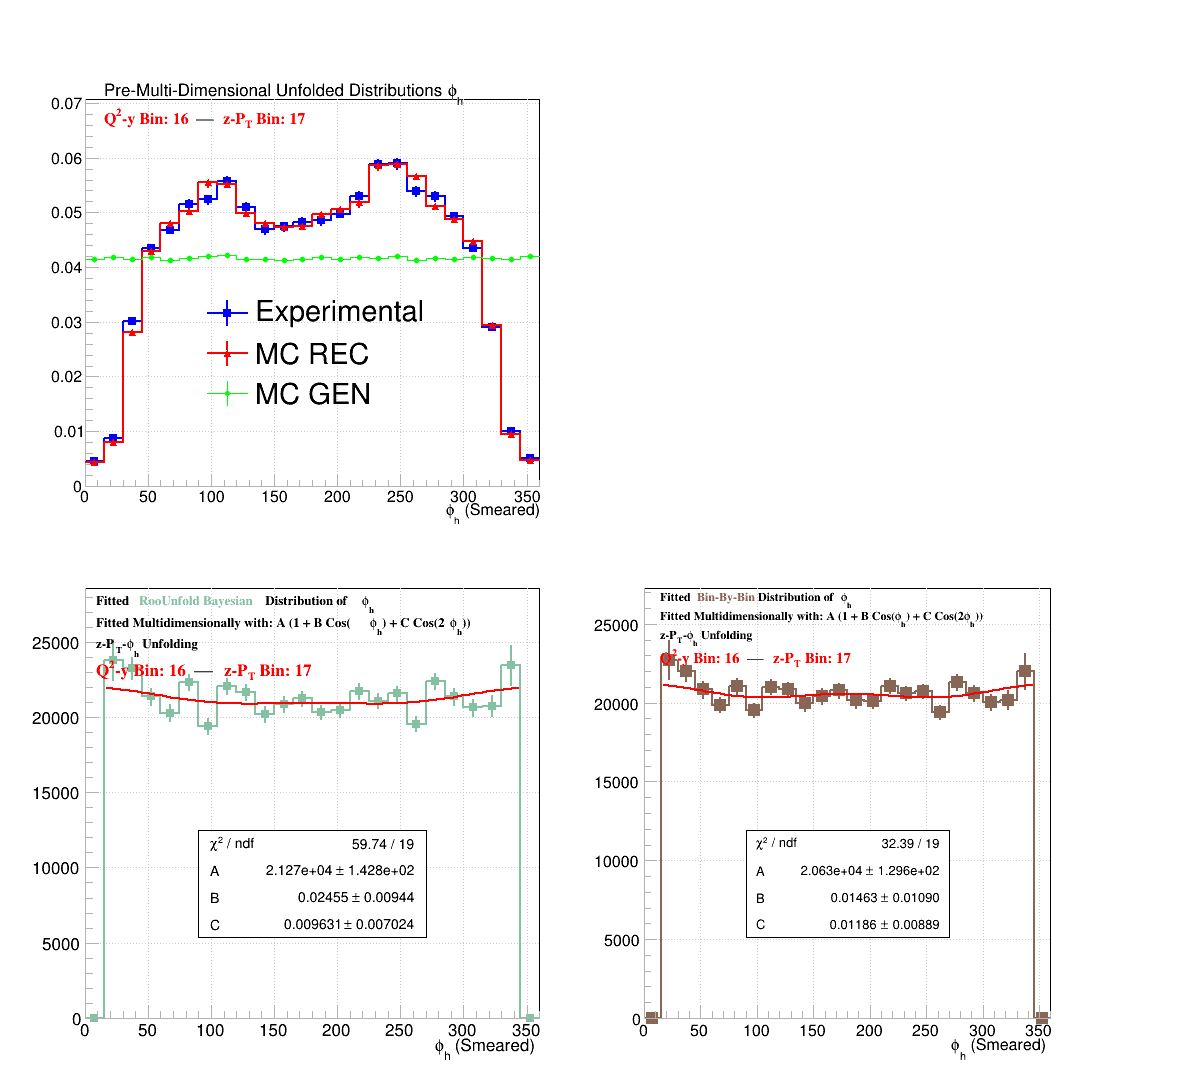 Pre-Multi-Dimensional Unfolded Distributions ϕh
Q2-y Bin: 16 — z-PT Bin: 17
0.07
0.06
0.05
0.04
0.03
0.02
0.01
0
Experimental
MC REC
MC GEN
0 50 100 150 200 250 300 350
ϕh (Smeared)
Fitted RooUnfold Bayesian Distribution of ϕh
Fitted Multidimensionally with: A (1 + B Cos( ϕh) + C Cos(2 ϕh))
z-PT-ϕh Unfolding
Q2-y Bin: 16 — z-PT Bin: 17
25000
20000
15000
10000
5000
0
χ2 / ndf 59.74 / 19
A 2.127e+04 ± 1.428e+02
B 0.02455 ± 0.00944
C 0.009631 ± 0.007024
0 50 100 150 200 250 300 350
ϕh (Smeared)
Fitted Bin-By-Bin Distribution of ϕh
Fitted Multidimensionally with: A (1 + B Cos(ϕh) + C Cos(2ϕh))
z-PT-ϕh Unfolding
Q2-y Bin: 16 — z-PT Bin: 17
25000
20000
15000
10000
5000
0
χ2 / ndf 32.39 / 19
A 2.063e+04 ± 1.296e+02
B 0.01463 ± 0.01090
C 0.01186 ± 0.00889
0 50 100 150 200 250 300 350
ϕh (Smeared)